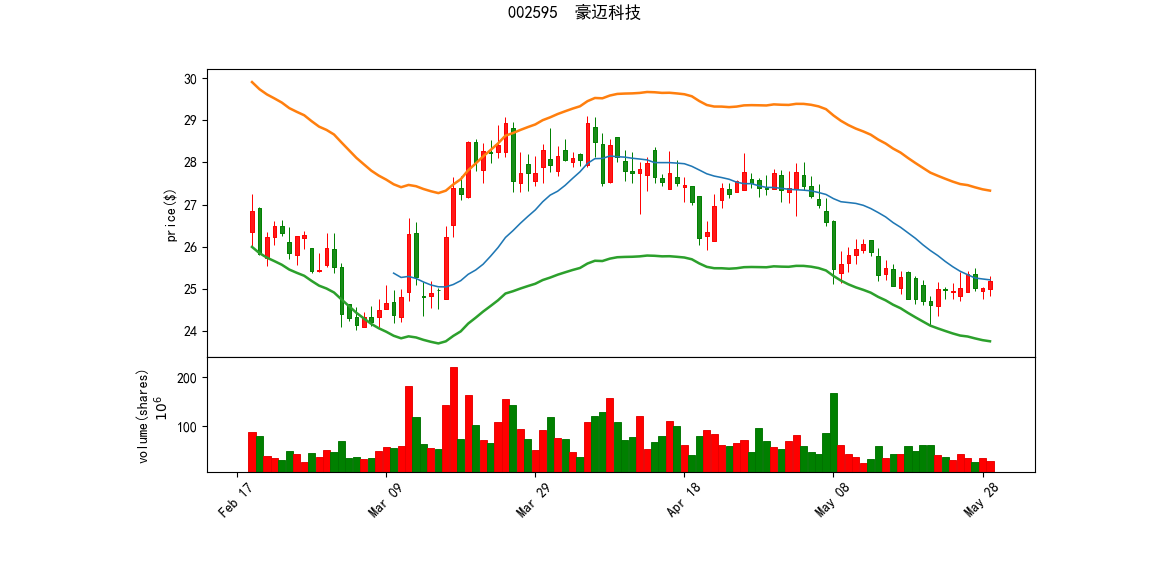 002595  豪迈科技
30
29
28
27
26
25
24
price($)
200
100
volume(shares)
10^6
Feb 17
Mar 09
Mar 29
Apr 18
May 08
May 28